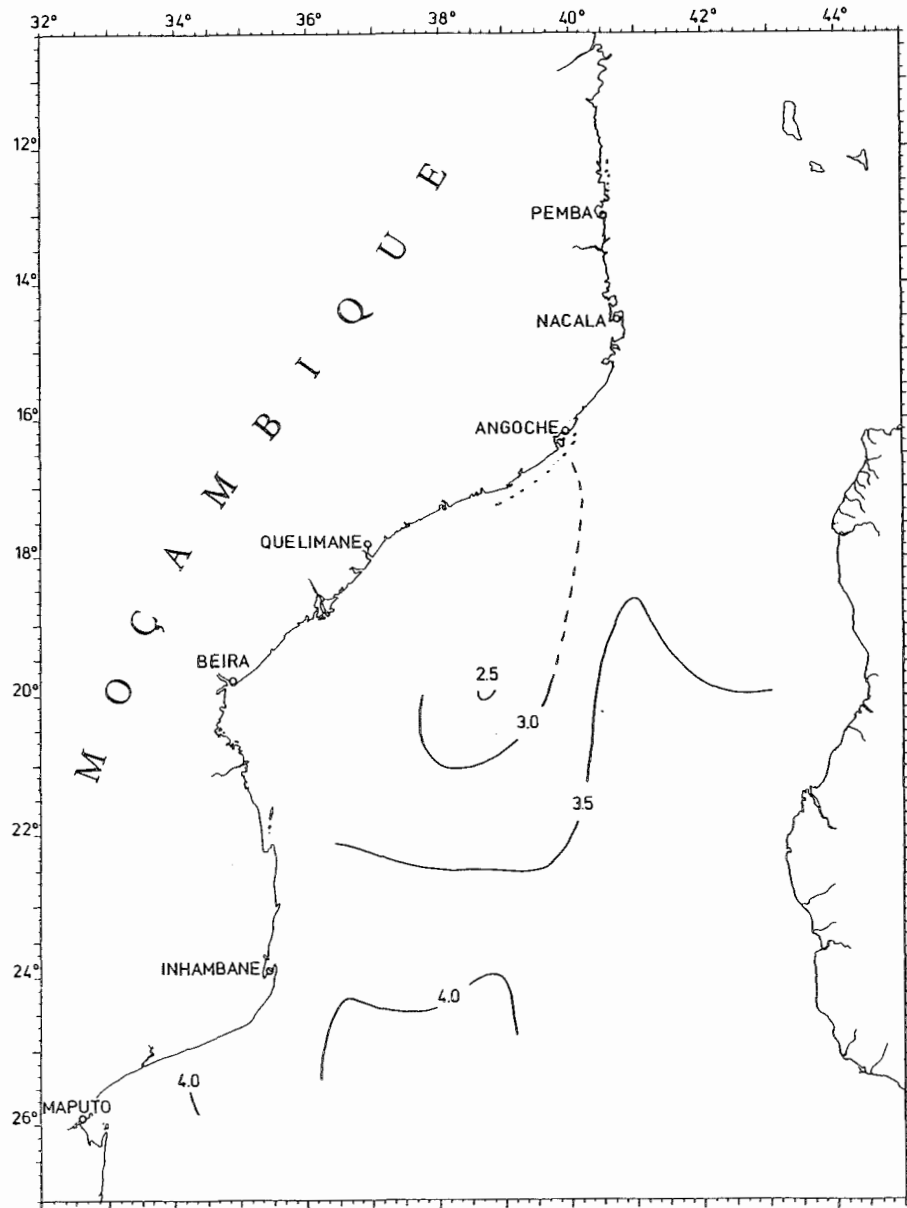 32° 34° 36° 38° 40° 42° 44°
12°
PEMBA
14°
NACALA
16°
ANGOCHE
QUELIMANE
18°
BEIRA
20°
2.5
3.0
3.5
22°
INHAMBANE
24°
4.0
4.0
MAPUTO
26°
MOÇAMBIQUE